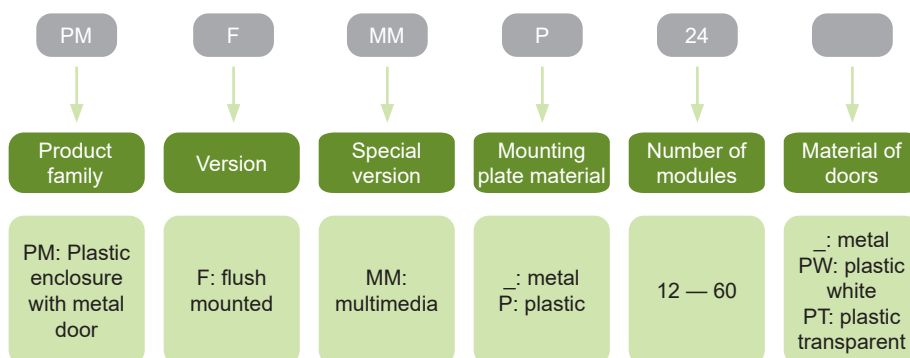 PM F MM P 24
Product
family
Version
Special
version
Mounting
plate material
Number of
modules
Material of
doors
PM: Plastic
enclosure
with metal
door
F: flush
mounted
MM:
multimedia
_: metal
P: plastic
12 — 60
_: metal
PW: plastic
white
PT: plastic
transparent